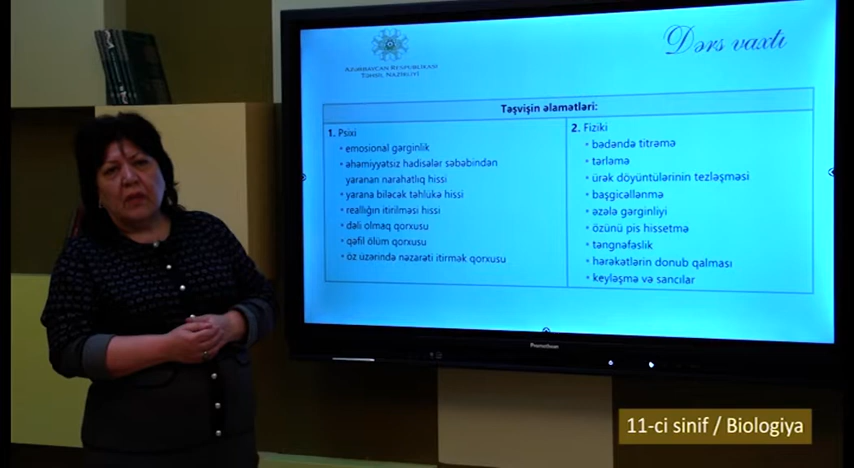 AZƏRBAYCAN RESPUBLİKASI
TƏHSİL NAZİRLİYİ
Dərs vaxtı
Təşvişin əlamətləri:
1. Psixi
• emosional gərginlik
• əhəmiyyətsiz hadisələr səbəbindən
yaranan narahatlıq hissi
• yarana biləcək təhlükə hissi
• reallığın itirilməsi hissi
• dəli olmaq qorxusu
• qəfil ölüm qorxusu
• öz üzərində nəzarəti itirmək qorxusu
2. Fiziki
• bədəndə titrəmə
• tərləmə
• ürək döyüntülərinin tezləşməsi
• başgicəllənmə
• əzələ gərginliyi
• özünü pis hissetmə
• təngnəfəslik
• hərəkətlərin donub qalması
• keyləşmə və sancılar
Promethean
11-ci sinif / Biologiya